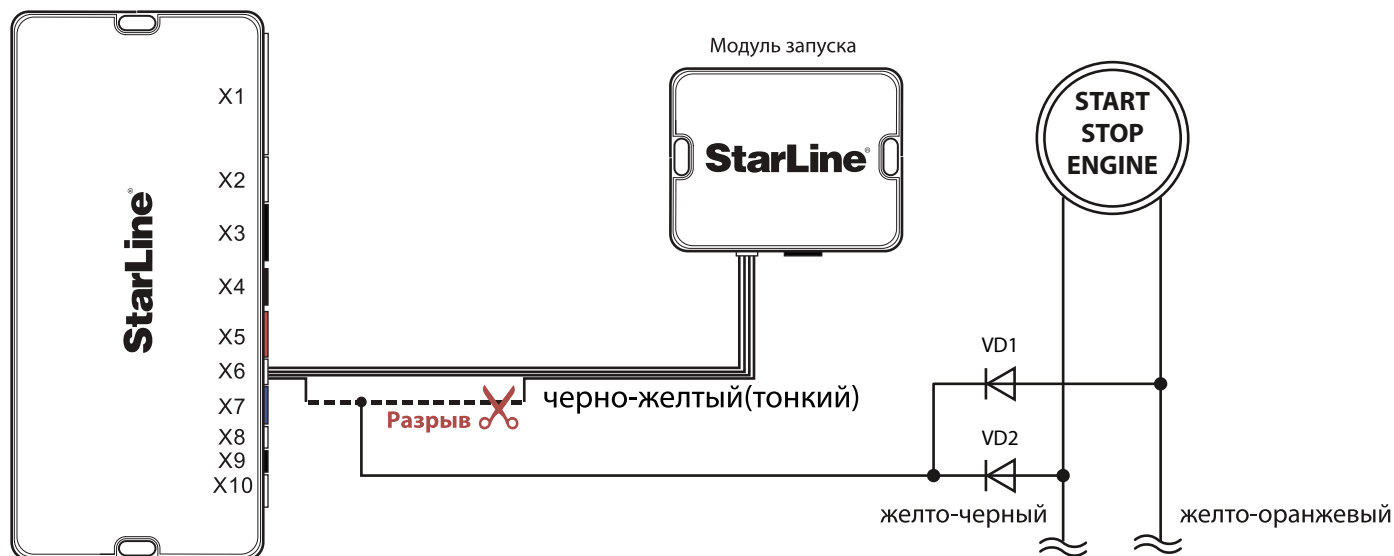 Модуль запуска
X1
X2
X3
X4
X5
X6
X7
X8
X9
X10
StarLine®
StarLine®
START
STOP
ENGINE
VD1
черно-желтый(тонкий)
Разрыв
VD2
желто-черный
желто-оранжевый